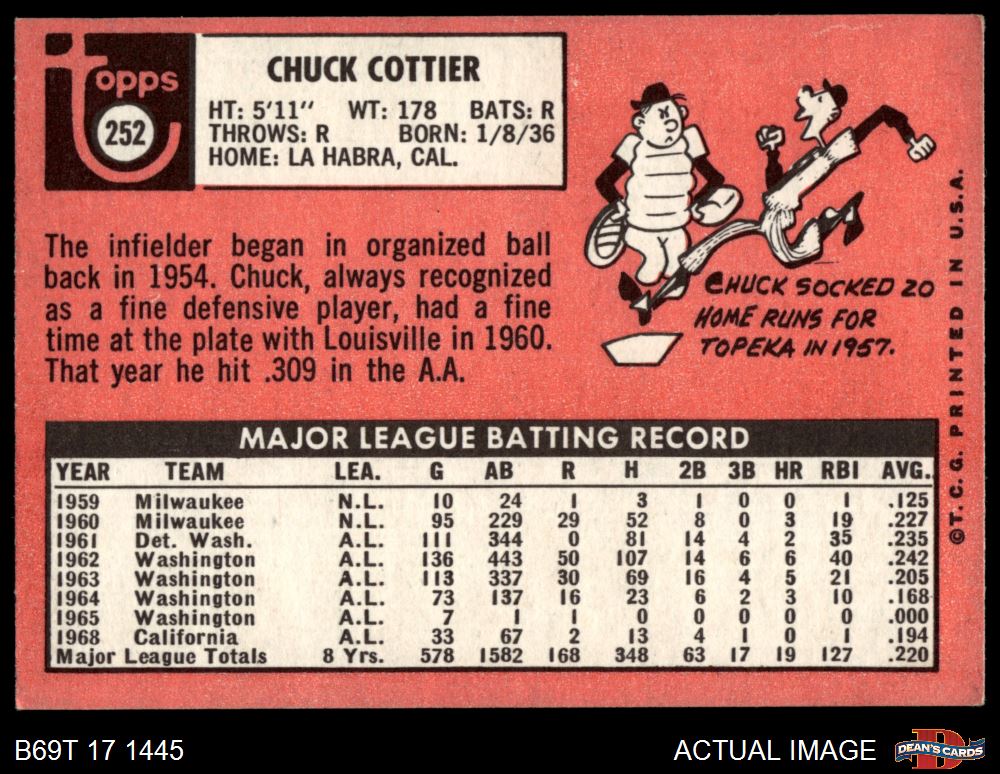 Topps
252
CHUCK COTTIER
HT: 5'11" WT: 178 BATS: R
THROWS: R BORN: 1/8/36
HOME: LA HABRA, CAL.
The infielder began in organized ball
back in 1954. Chuck, always recognized
as a fine defensive player, had a fine
time at the plate with Louisville in 1960.
That year he hit .309 in the A.A.
CHUCK SOCKED 20
HOME RUNS FOR
TOPEKA IN 1957.
©T.C.G. PRINTED IN U.S.A.
MAJOR LEAGUE BATTING RECORD
YEAR TEAM LEA. G AB R H 2B 3B HR RBI AVG.
1959 Milwaukee N.L. 10 24 1 3 1 0 0 1 .125
1960 Milwaukee N.L. 95 229 29 52 8 0 3 19 .227
1961 Det. Wash. A.L. 111 344 0 81 14 4 2 35 .235
1962 Washington A.L. 136 443 50 107 14 6 6 40 .242
1963 Washington A.L. 113 337 30 69 16 4 5 21 .205
1964 Washington A.L. 73 137 16 23 6 2 3 10 .168
1965 Washington A.L. 7 1 1 0 0 0 0 0 .000
1968 California A.L. 33 67 2 13 4 1 0 1 .194
Major League Totals 8 Yrs. 578 1582 168 348 63 17 19 127 .220
B69T 17 1445
ACTUAL IMAGE
D
DEAN'S CARDS